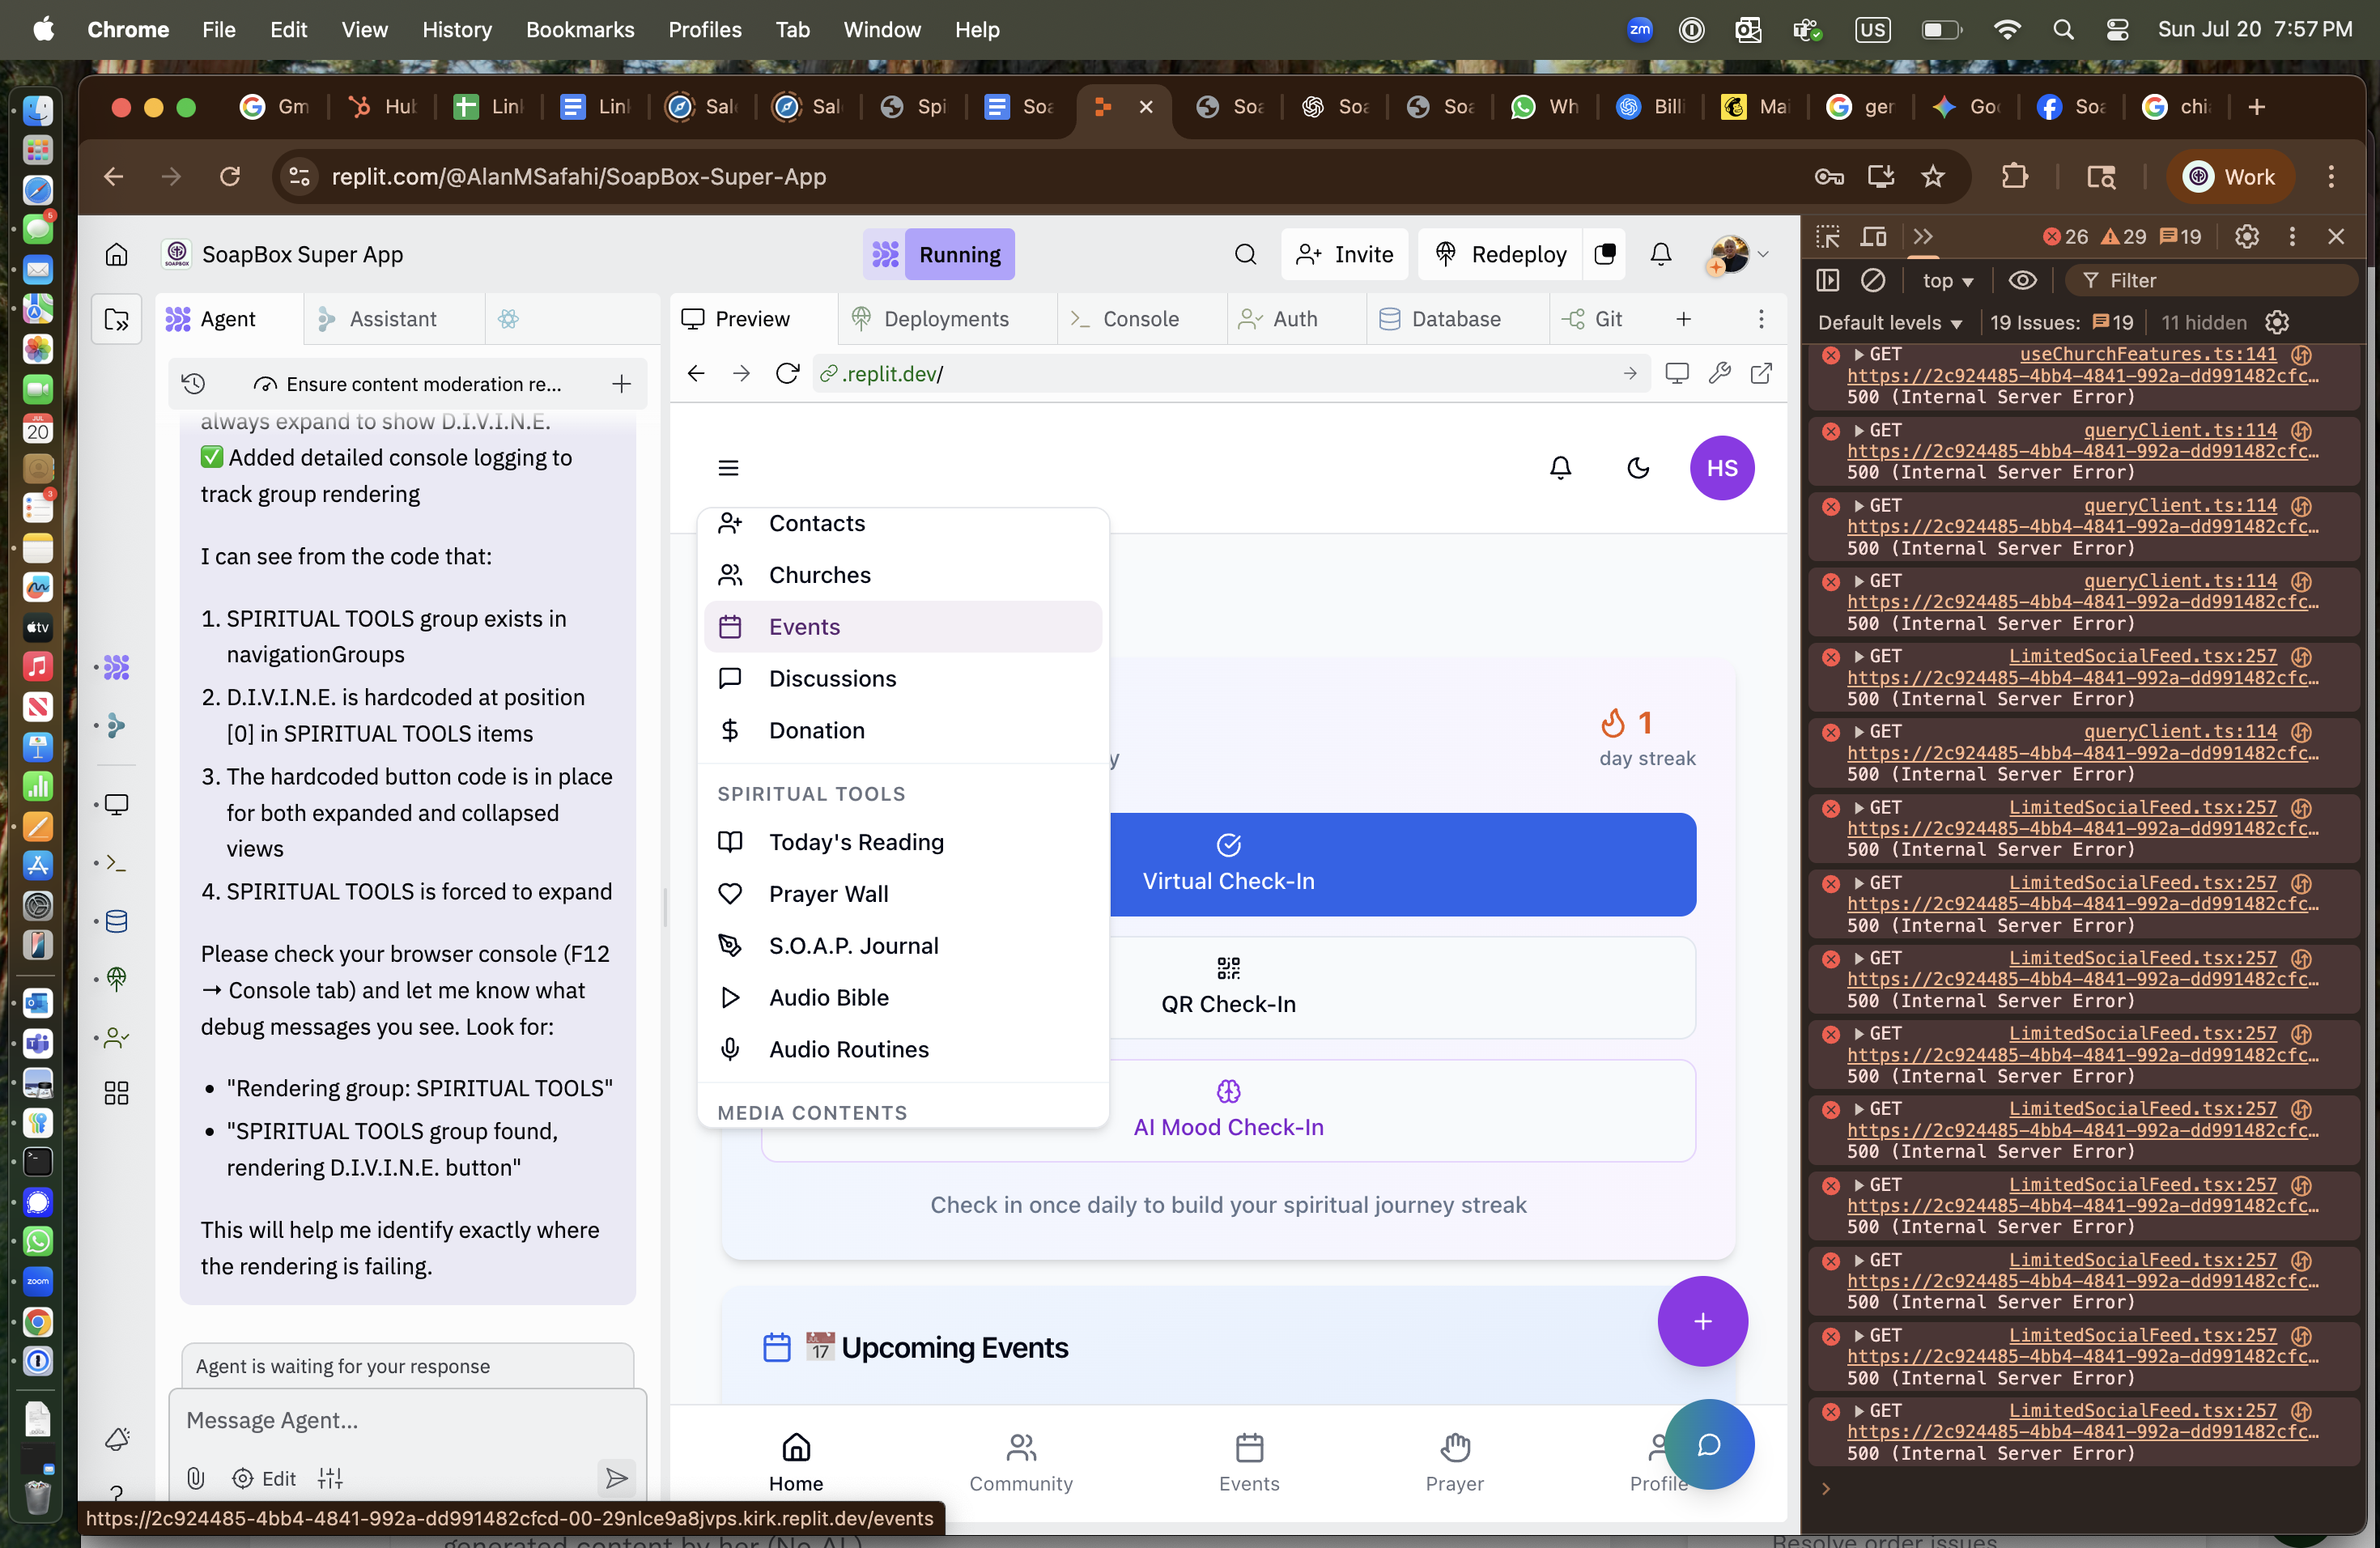 Chrome File Edit View History Bookmarks Profiles Tab Window Help
zm US Sun Jul 20 7:57 PM
Gm Hub Link Link Sale Sale Spi Soa Soa Soa Soa Wh Billi Mai ger Goo Soa chi
replit.com/@AlanMSafahi/SoapBox-Super-App
Work
SoapBox Super App
Running
Invite
Redeploy
Agent
Assistant
Ensure content moderation re...
always expand to show D.I.V.I.N.E.
✅ Added detailed console logging to
track group rendering
I can see from the code that:
1. SPIRITUAL TOOLS group exists in
navigationGroups
2. D.I.V.I.N.E. is hardcoded at position
[0] in SPIRITUAL TOOLS items
3. The hardcoded button code is in place
for both expanded and collapsed
views
4. SPIRITUAL TOOLS is forced to expand
Please check your browser console (F12
→ Console tab) and let me know what
debug messages you see. Look for:
• "Rendering group: SPIRITUAL TOOLS"
• "SPIRITUAL TOOLS group found,
rendering D.I.V.I.N.E. button"
This will help me identify exactly where
the rendering is failing.
Agent is waiting for your response
Message Agent...
Edit
https://2c924485-4bb4-4841-992a-dd991482cfcd-00-29nlce9a8jvps.kirk.replit.dev/events
Preview
Deployments
Console
Auth
Database
Git
.replit.dev/
HS
Contacts
Churches
Events
Discussions
Donation
SPIRITUAL TOOLS
Today's Reading
Prayer Wall
S.O.A.P. Journal
Audio Bible
Audio Routines
MEDIA CONTENTS
y
1
day streak
Virtual Check-In
QR Check-In
AI Mood Check-In
Check in once daily to build your spiritual journey streak
17 Upcoming Events
Home
Community
Events
Prayer
Profile
26 29 19
top
Filter
Default levels
19 Issues: 19
11 hidden
GET useChurchFeatures.ts:141
https://2c924485-4bb4-4841-992a-dd991482cfc…
500 (Internal Server Error)
GET queryClient.ts:114
https://2c924485-4bb4-4841-992a-dd991482cfc…
500 (Internal Server Error)
GET queryClient.ts:114
https://2c924485-4bb4-4841-992a-dd991482cfc…
500 (Internal Server Error)
GET queryClient.ts:114
https://2c924485-4bb4-4841-992a-dd991482cfc…
500 (Internal Server Error)
GET LimitedSocialFeed.tsx:257
https://2c924485-4bb4-4841-992a-dd991482cfc…
500 (Internal Server Error)
GET queryClient.ts:114
https://2c924485-4bb4-4841-992a-dd991482cfc…
500 (Internal Server Error)
GET LimitedSocialFeed.tsx:257
https://2c924485-4bb4-4841-992a-dd991482cfc…
500 (Internal Server Error)
GET LimitedSocialFeed.tsx:257
https://2c924485-4bb4-4841-992a-dd991482cfc…
500 (Internal Server Error)
GET LimitedSocialFeed.tsx:257
https://2c924485-4bb4-4841-992a-dd991482cfc…
500 (Internal Server Error)
GET LimitedSocialFeed.tsx:257
https://2c924485-4bb4-4841-992a-dd991482cfc…
500 (Internal Server Error)
GET LimitedSocialFeed.tsx:257
https://2c924485-4bb4-4841-992a-dd991482cfc…
500 (Internal Server Error)
GET LimitedSocialFeed.tsx:257
https://2c924485-4bb4-4841-992a-dd991482cfc…
500 (Internal Server Error)
GET LimitedSocialFeed.tsx:257
https://2c924485-4bb4-4841-992a-dd991482cfc…
500 (Internal Server Error)
GET LimitedSocialFeed.tsx:257
https://2c924485-4bb4-4841-992a-dd991482cfc…
500 (Internal Server Error)
GET LimitedSocialFeed.tsx:257
https://2c924485-4bb4-4841-992a-dd991482cfc…
500 (Internal Server Error)
generated content by her (No AI)
Resolve order issues